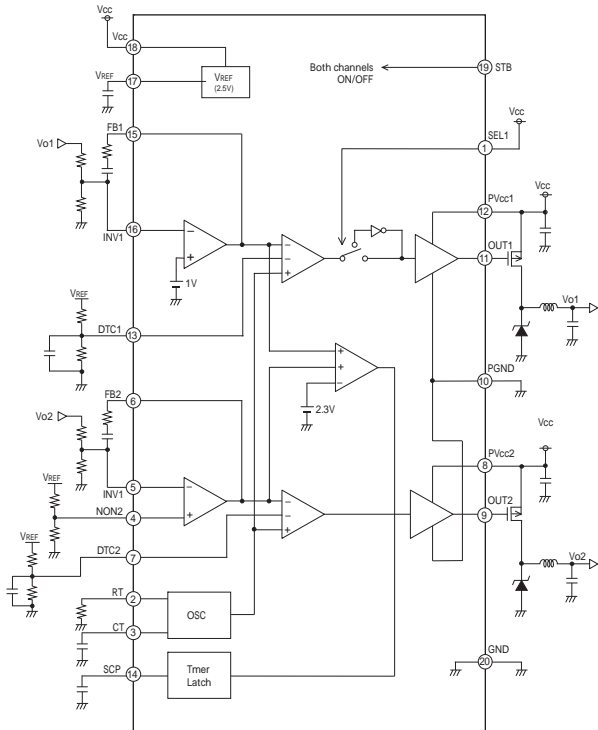 Vcc
Vcc
18
VREF
17
VREF
(2.5V)
Both channels
ON/OFF
19
STB
Vcc
SEL1
1
FB1
15
Vo1
INV1
16
−
+
1V
−
−
+
PVcc1
12
Vcc
OUT1
11
Vo1
VREF
DTC1
13
PGND
10
+
+
−
2.3V
FB2
6
Vo2
INV1
5
NON2
4
−
+
VREF
−
−
+
Vcc
PVcc2
8
OUT2
9
Vo2
VREF
DTC2
7
RT
2
CT
3
OSC
SCP
14
Tmer
Latch
GND
20